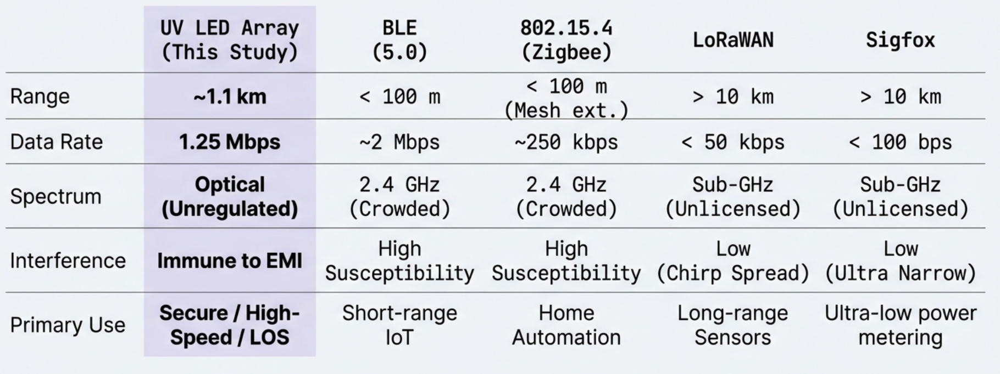 UV LED Array
(This Study)
BLE
(5.0)
802.15.4
(Zigbee)
LoRaWAN
Sigfox
Range
~1.1 km
< 100 m
< 100 m
(Mesh ext.)
> 10 km
> 10 km
Data Rate
1.25 Mbps
~2 Mbps
~250 kbps
< 50 kbps
< 100 bps
Spectrum
Optical
(Unregulated)
2.4 GHz
(Crowded)
2.4 GHz
(Crowded)
Sub-GHz
(Unlicensed)
Sub-GHz
(Unlicensed)
Interference
Immune to EMI
High
Susceptibility
High
Susceptibility
Low
(Chirp Spread)
Low
(Ultra Narrow)
Primary Use
Secure / High-
Speed / LOS
Short-range
IoT
Home
Automation
Long-range
Sensors
Ultra-low power
metering